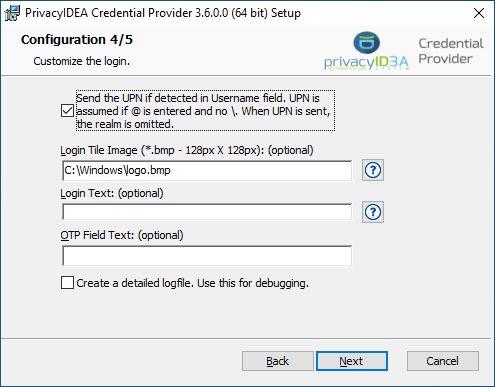 PrivacyIDEA Credential Provider 3.6.0.0 (64 bit) Setup
Configuration 4/5
Customize the login.
privacyID3A
AUTHENTICATION SYSTEM
Credential
Provider
Send the UPN if detected in Username field. UPN is
assumed if @ is entered and no \. When UPN is sent,
the realm is omitted.
Login Tile Image (*.bmp - 128px X 128px): (optional)
C:\Windows\logo.bmp
?
Login Text: (optional)
?
OTP Field Text: (optional)
Create a detailed logfile. Use this for debugging.
Back
Next
Cancel